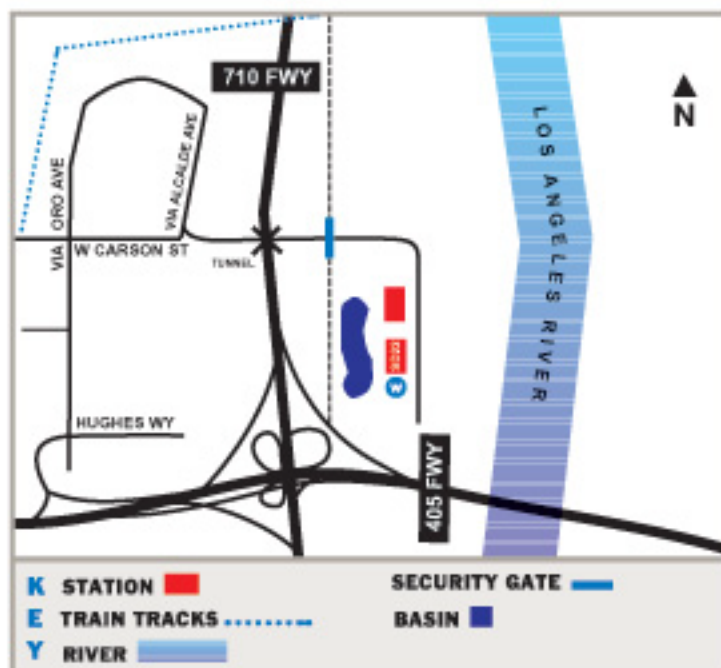 710 FWY
N
LOS ANGELES RIVER
VIA ORO AVE
VIA ALCALDE AVE
W CARSON ST
TUNNEL
W
HUGHES WY
405 FWY
K STATION
SECURITY GATE
E TRAIN TRACKS
BASIN
Y RIVER